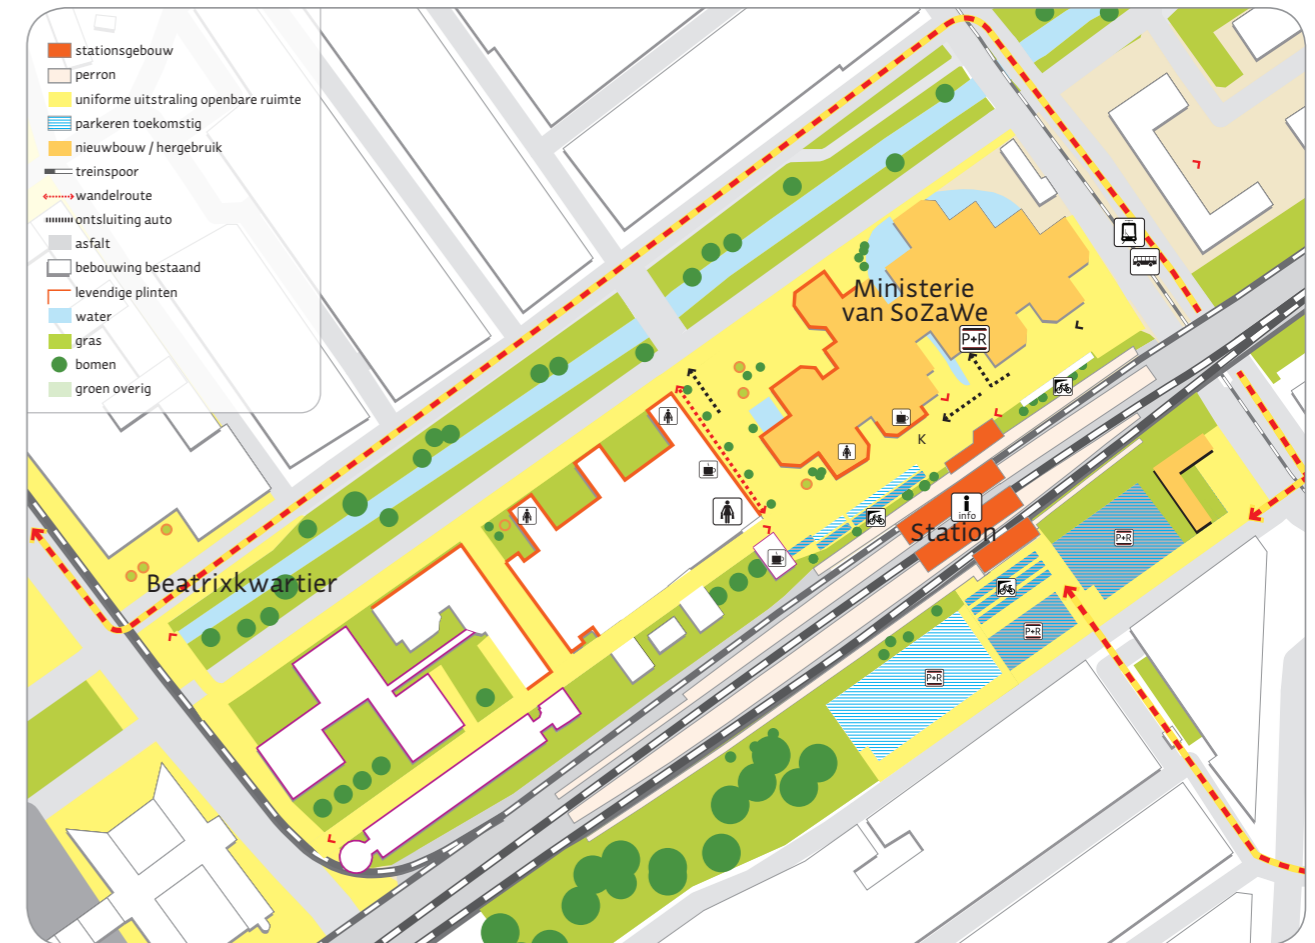 stationsgebouw
perron
uniforme uitstraling openbare ruimte
parkeren toekomstig
nieuwbouw / hergebruik
treinspoor
wandelroute
ontsluiting auto
asfalt
bebouwing bestaand
levendige plinten
water
gras
bomen
groen overig
Ministerie
van SoZaWe
P+R
K
info
Station
P+R
P+R
P+R
Beatrixkwartier